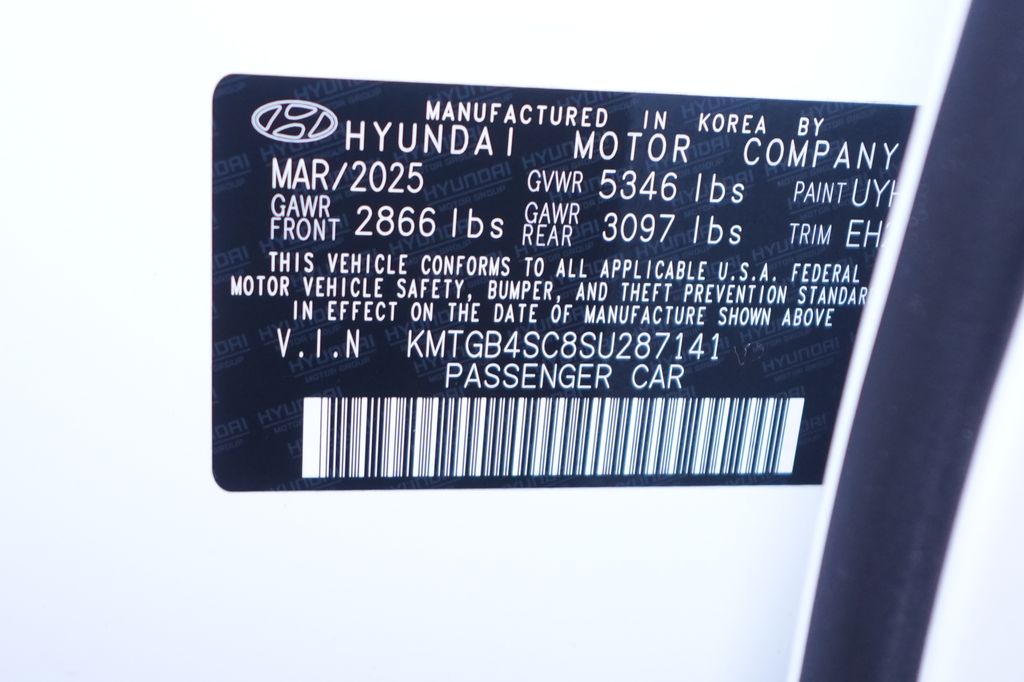 MANUFACTURED IN KOREA BY
HYUNDAI MOTOR COMPANY
MAR/2025 GVWR 5346 lbs PAINT UYH
GAWR FRONT 2866 lbs GAWR REAR 3097 lbs TRIM EH
THIS VEHICLE CONFORMS TO ALL APPLICABLE U.S.A. FEDERAL
MOTOR VEHICLE SAFETY, BUMPER, AND THEFT PREVENTION STANDAR
IN EFFECT ON THE DATE OF MANUFACTURE SHOWN ABOVE
V.I.N KMTGB4SC8SU287141
PASSENGER CAR